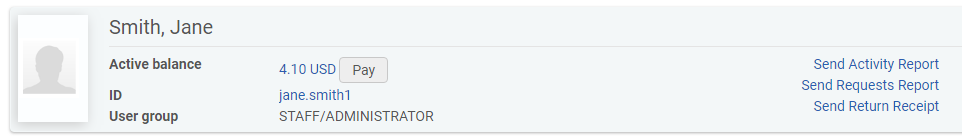 Smith, Jane
Active balance 4.10 USD Pay
ID jane.smith1
User group STAFF/ADMINISTRATOR
Send Activity Report
Send Requests Report
Send Return Receipt